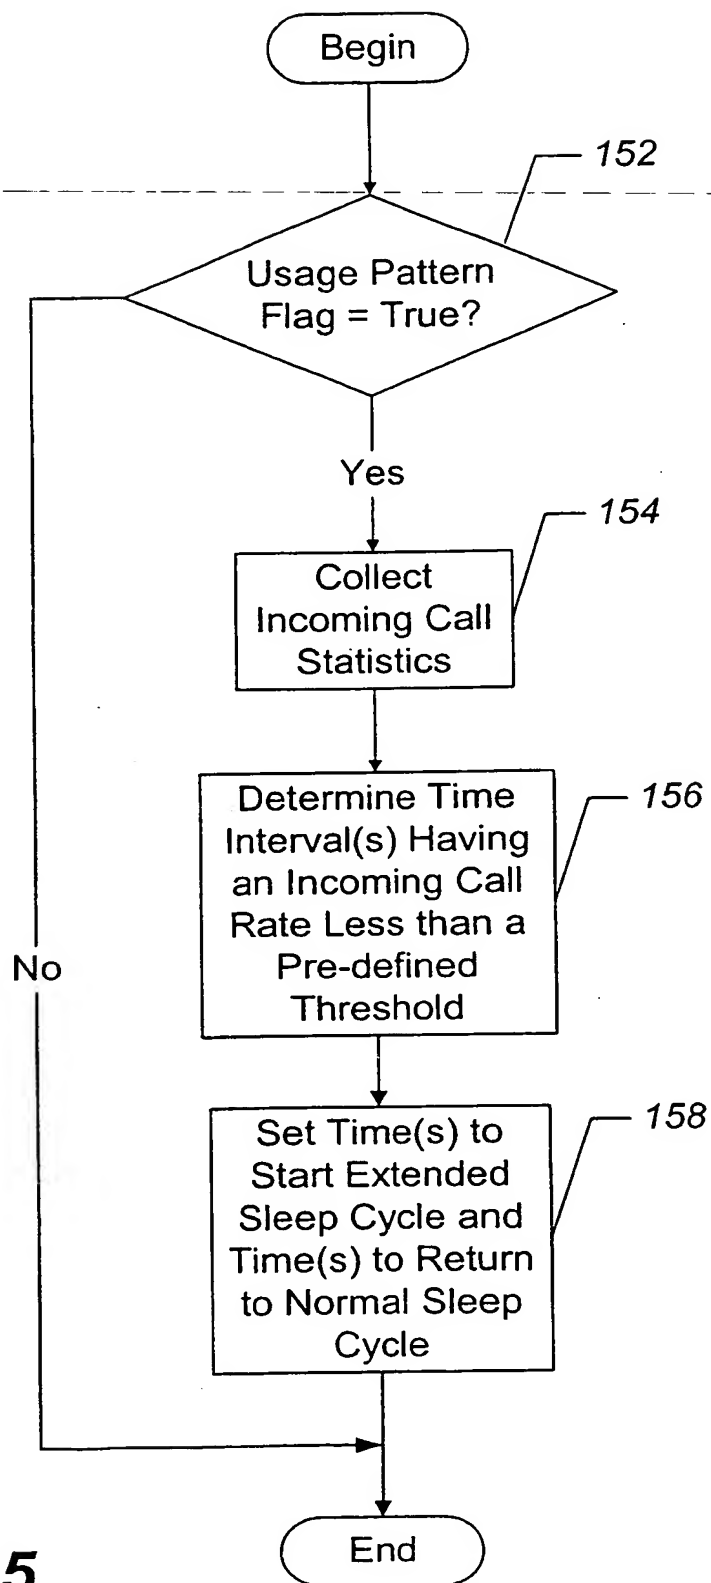 Begin
152
Usage Pattern
Flag = True?
Yes
154
Collect
Incoming Call
Statistics
156
Determine Time
Interval(s) Having
an Incoming Call
Rate Less than a
Pre-defined
Threshold
No
158
Set Time(s) to
Start Extended
Sleep Cycle and
Time(s) to Return
to Normal Sleep
Cycle
End
5